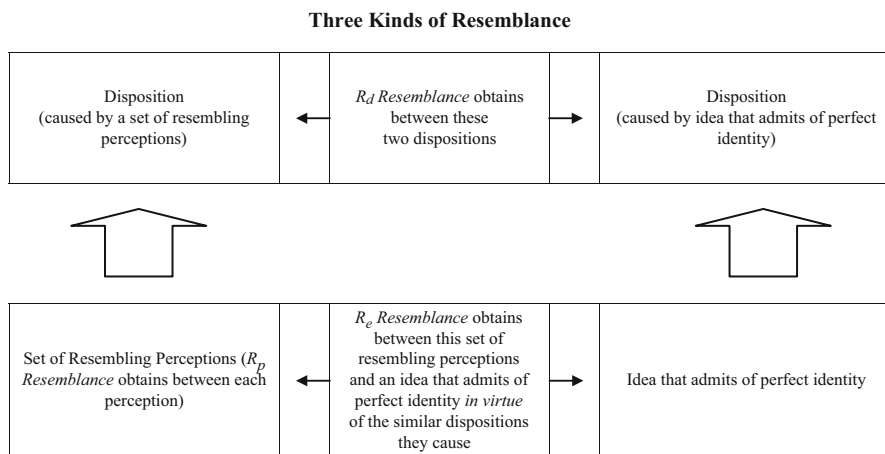 Three Kinds of Resemblance
Disposition
(caused by a set of resembling
perceptions)
Rd Resemblance obtains
between these
two dispositions
Disposition
(caused by idea that admits of perfect
identity)
Set of Resembling Perceptions (Rp
Resemblance obtains between each
perception)
Re Resemblance obtains
between this set of
resembling perceptions
and an idea that admits of
perfect identity in virtue
of the similar dispositions
they cause
Idea that admits of perfect identity